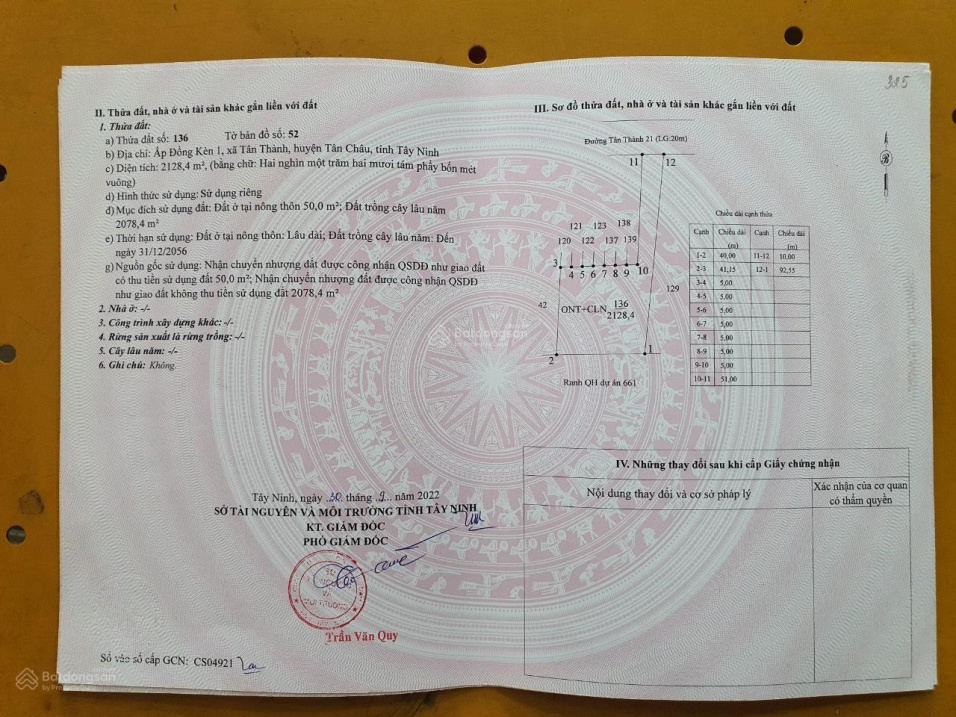 385
II. Thửa đất, nhà ở và tài sản khác gắn liền với đất
1. Thửa đất:
a) Thửa đất số: 136 Tờ bản đồ số: 52
b) Địa chỉ: Ấp Đồng Kèn 1, xã Tân Thành, huyện Tân Châu, tỉnh Tây Ninh
c) Diện tích: 2128,4 m², (bằng chữ: Hai nghìn một trăm hai mươi tám phẩy bốn mét
vuông)
d) Hình thức sử dụng: Sử dụng riêng
đ) Mục đích sử dụng đất: Đất ở tại nông thôn 50,0 m²; Đất trồng cây lâu năm
2078,4 m²
e) Thời hạn sử dụng: Đất ở tại nông thôn: Lâu dài; Đất trồng cây lâu năm: Đến
ngày 31/12/2056
g) Nguồn gốc sử dụng: Nhận chuyển nhượng đất được công nhận QSDĐ như giao đất
có thu tiền sử dụng đất 50,0 m²; Nhận chuyển nhượng đất được công nhận QSDĐ
như giao đất không thu tiền sử dụng đất 2078,4 m²
2. Nhà ở: -/-
3. Công trình xây dựng khác: -/-
4. Rừng sản xuất là rừng trồng: -/-
5. Cây lâu năm: -/-
6. Ghi chú: Không.
Tây Ninh, ngày 30 tháng 9 năm 2022
SỞ TÀI NGUYÊN VÀ MÔI TRƯỜNG TỈNH TÂY NINH
KT. GIÁM ĐỐC
PHÓ GIÁM ĐỐC
SỞ
VÀ
MÔI TRƯỜNG
Trần Văn Quy
Số vào sổ cấp GCN: CS04921
III. Sơ đồ thửa đất, nhà ở và tài sản khác gắn liền với đất
Đường Tân Thành 21 (LG:20m)
11 12
121 123 138
120 122 137 139
3 4 5 6 7 8 9 10
42
129
ONT+CLN 136
2128,4
2 1
Ranh QH dự án 661
Chiều dài cạnh thửa
Cạnh Chiều dài (m) Cạnh Chiều dài (m)
1-2 40,00 11-12 10,00
2-3 41,15 12-1 92,55
3-4 5,00
4-5 5,00
5-6 5,00
6-7 5,00
7-8 5,00
8-9 5,00
9-10 5,00
10-11 51,00
IV. Những thay đổi sau khi cấp Giấy chứng nhận
Nội dung thay đổi và cơ sở pháp lý
Xác nhận của cơ quan
có thẩm quyền
Batdongsan
Batdongsan